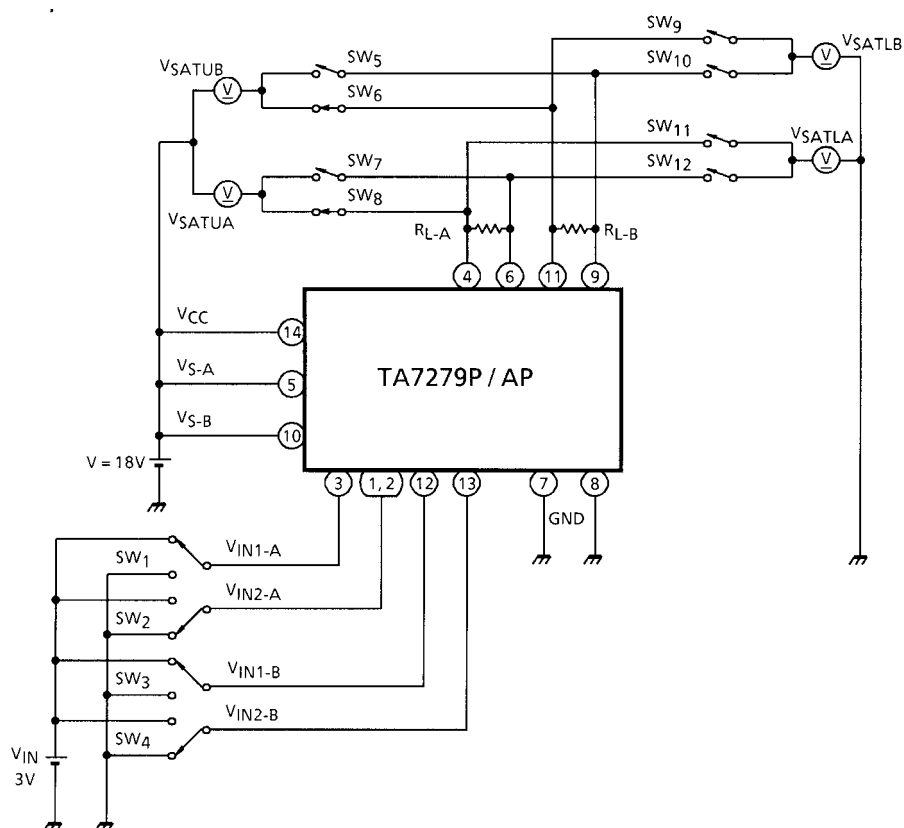 SW9
VSATLB
V
SW5
SW10
VSATUB
V
SW6
SW11
VSATLA
V
SW7
SW12
V
SW8
VSATUA
RL-A
RL-B
4
6
11
9
VCC
14
TA7279P / AP
VS-A
5
VS-B
10
V = 18V
3
1, 2
12
13
7
8
GND
VIN1-A
SW1
VIN2-A
SW2
VIN1-B
SW3
VIN2-B
SW4
VIN
3V